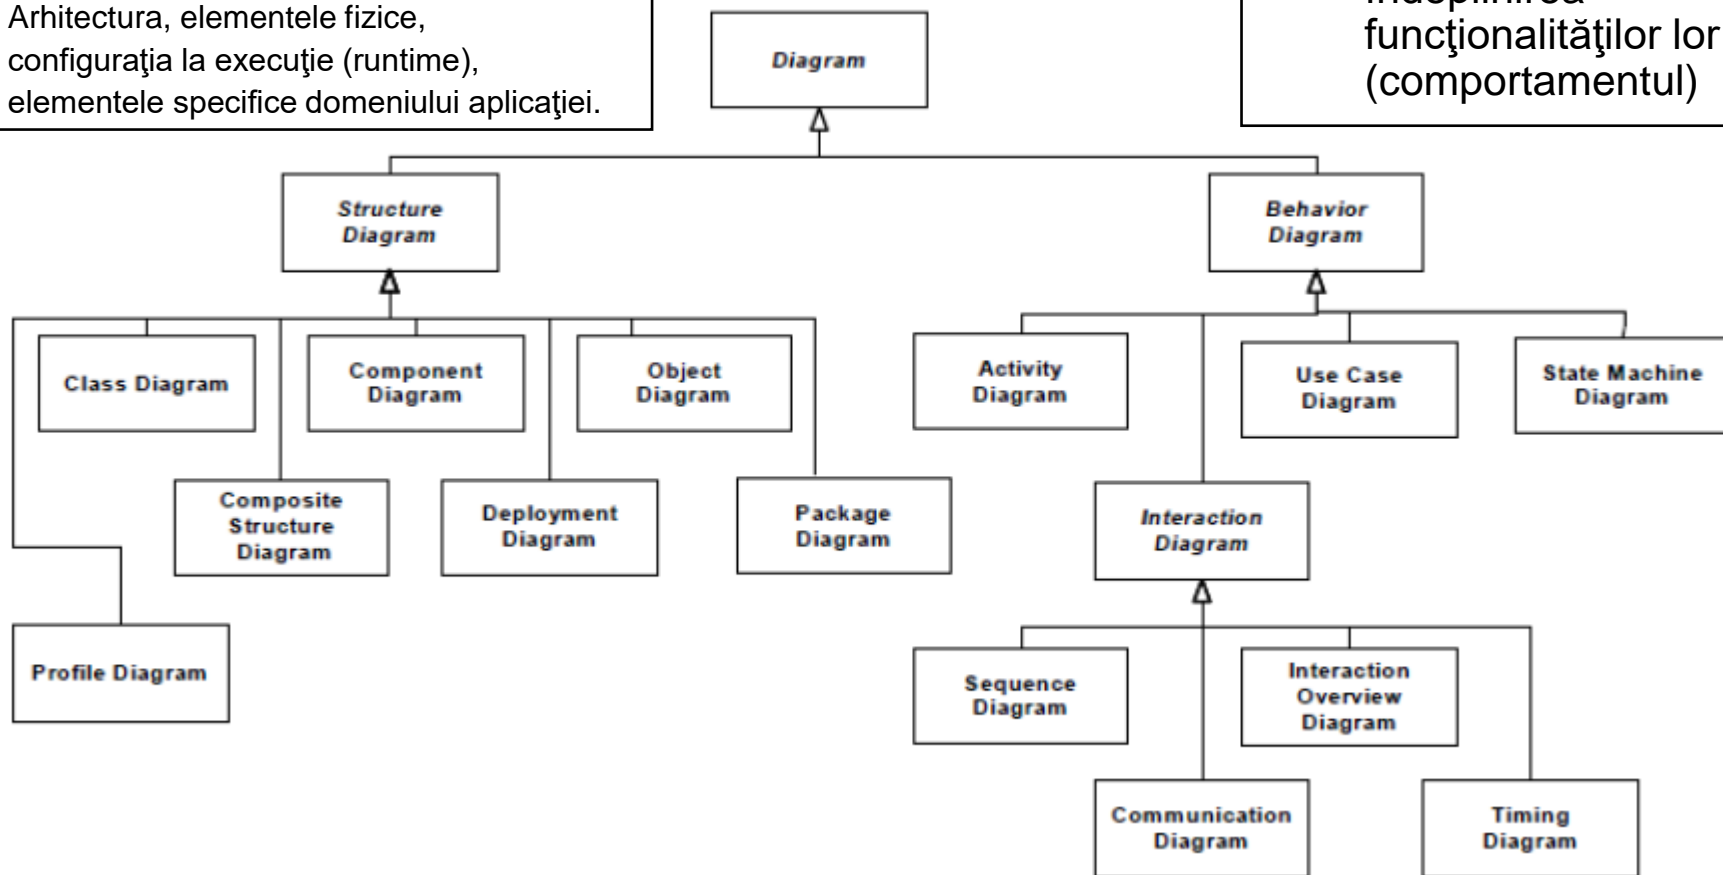 Arhitectura, elementele fizice,
configuraţia la execuţie (runtime),
elementele specifice domeniului aplicaţiei.
funcţionalităţilor lor
(comportamentul)
Diagram
Structure
Diagram
Behavior
Diagram
Class Diagram
Component
Diagram
Object
Diagram
Activity
Diagram
Use Case
Diagram
State Machine
Diagram
Composite
Structure
Diagram
Deployment
Diagram
Package
Diagram
Interaction
Diagram
Profile Diagram
Sequence
Diagram
Interaction
Overview
Diagram
Communication
Diagram
Timing
Diagram